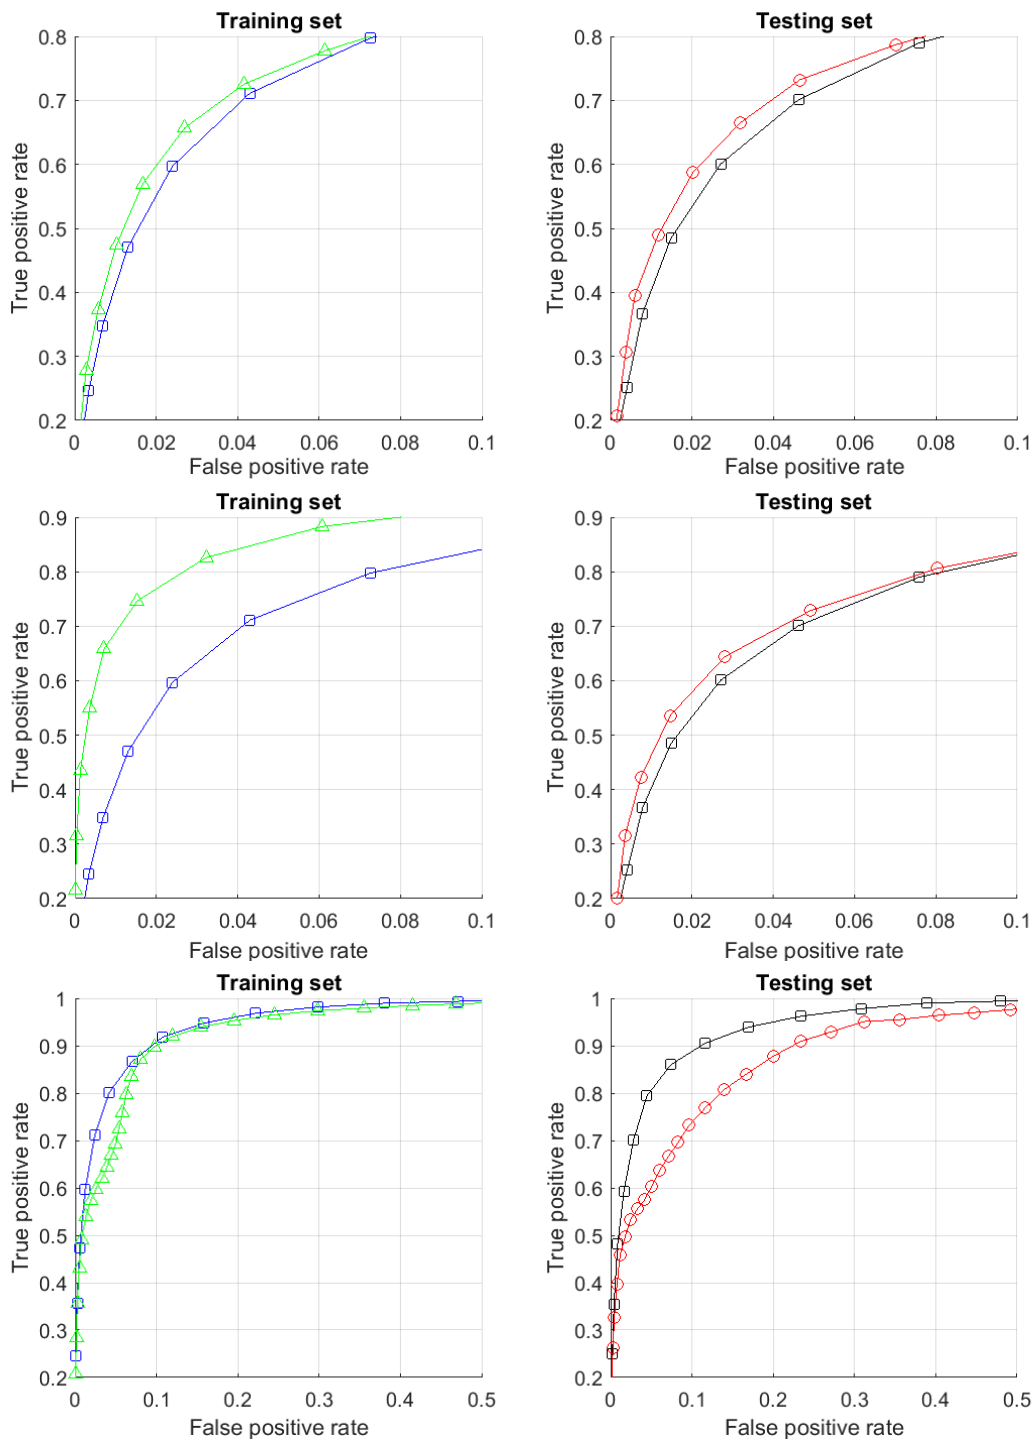 Training set
Testing set
0.8
0.7
0.6
0.5
0.4
0.3
0.2
True positive rate
0 0.02 0.04 0.06 0.08 0.1
False positive rate
0.8
0.7
0.6
0.5
0.4
0.3
0.2
True positive rate
0 0.02 0.04 0.06 0.08 0.1
False positive rate
Training set
Testing set
0.9
0.8
0.7
0.6
0.5
0.4
0.3
0.2
True positive rate
0 0.02 0.04 0.06 0.08 0.1
False positive rate
0.9
0.8
0.7
0.6
0.5
0.4
0.3
0.2
True positive rate
0 0.02 0.04 0.06 0.08 0.1
False positive rate
Training set
Testing set
1
0.9
0.8
0.7
0.6
0.5
0.4
0.3
0.2
True positive rate
0 0.1 0.2 0.3 0.4 0.5
False positive rate
1
0.9
0.8
0.7
0.6
0.5
0.4
0.3
0.2
True positive rate
0 0.1 0.2 0.3 0.4 0.5
False positive rate